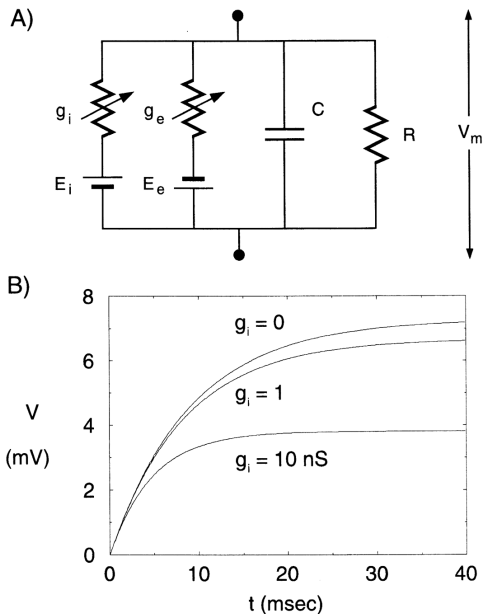 A)
g_i
g_e
C
R
V_m
E_i
E_e
B)
8
6
4
2
0
V
(mV)
g_i = 0
g_i = 1
g_i = 10 nS
0 10 20 30 40
t (msec)